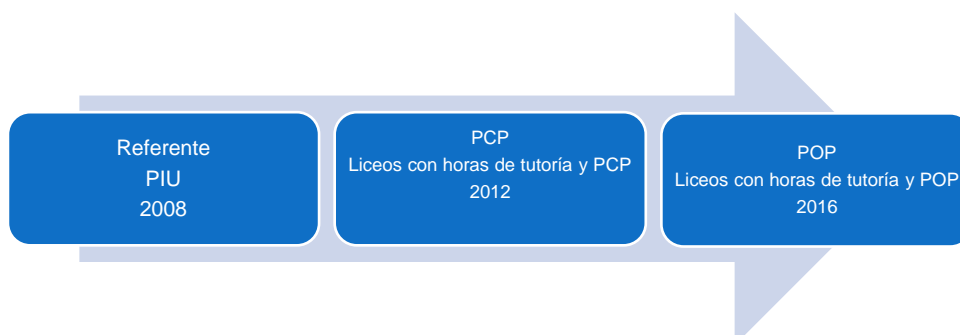 Referente
PIU
2008
PCP
Liceos con horas de tutoría y PCP
2012
POP
Liceos con horas de tutoría y POP
2016